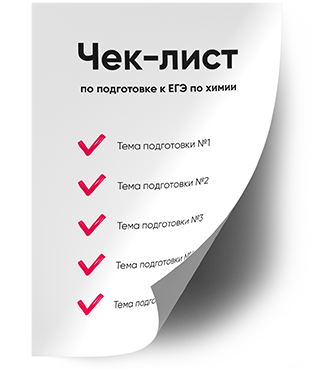 Чек-лист
по подготовке к ЕГЭ по химии
Тема подготовки №1
Тема подготовки №2
Тема подготовки №3
Тема подготовки
Тема